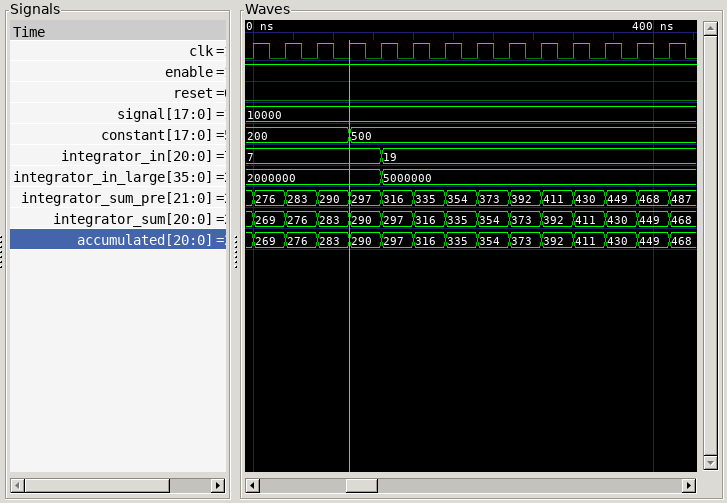 Signals
Waves
Time
0 ns 400 ns
clk =
enable =
reset =
signal[17:0] =
10000
constant[17:0] =
200 500
integrator_in[20:0] =
7 19
integrator_in_large[35:0] =
2000000 5000000
integrator_sum_pre[21:0] =
276 283 290 297 316 335 354 373 392 411 430 449 468 487
integrator_sum[20:0] =
269 276 283 290 297 316 335 354 373 392 411 430 449 468
accumulated[20:0] =
269 276 283 290 297 316 335 354 373 392 411 430 449 468